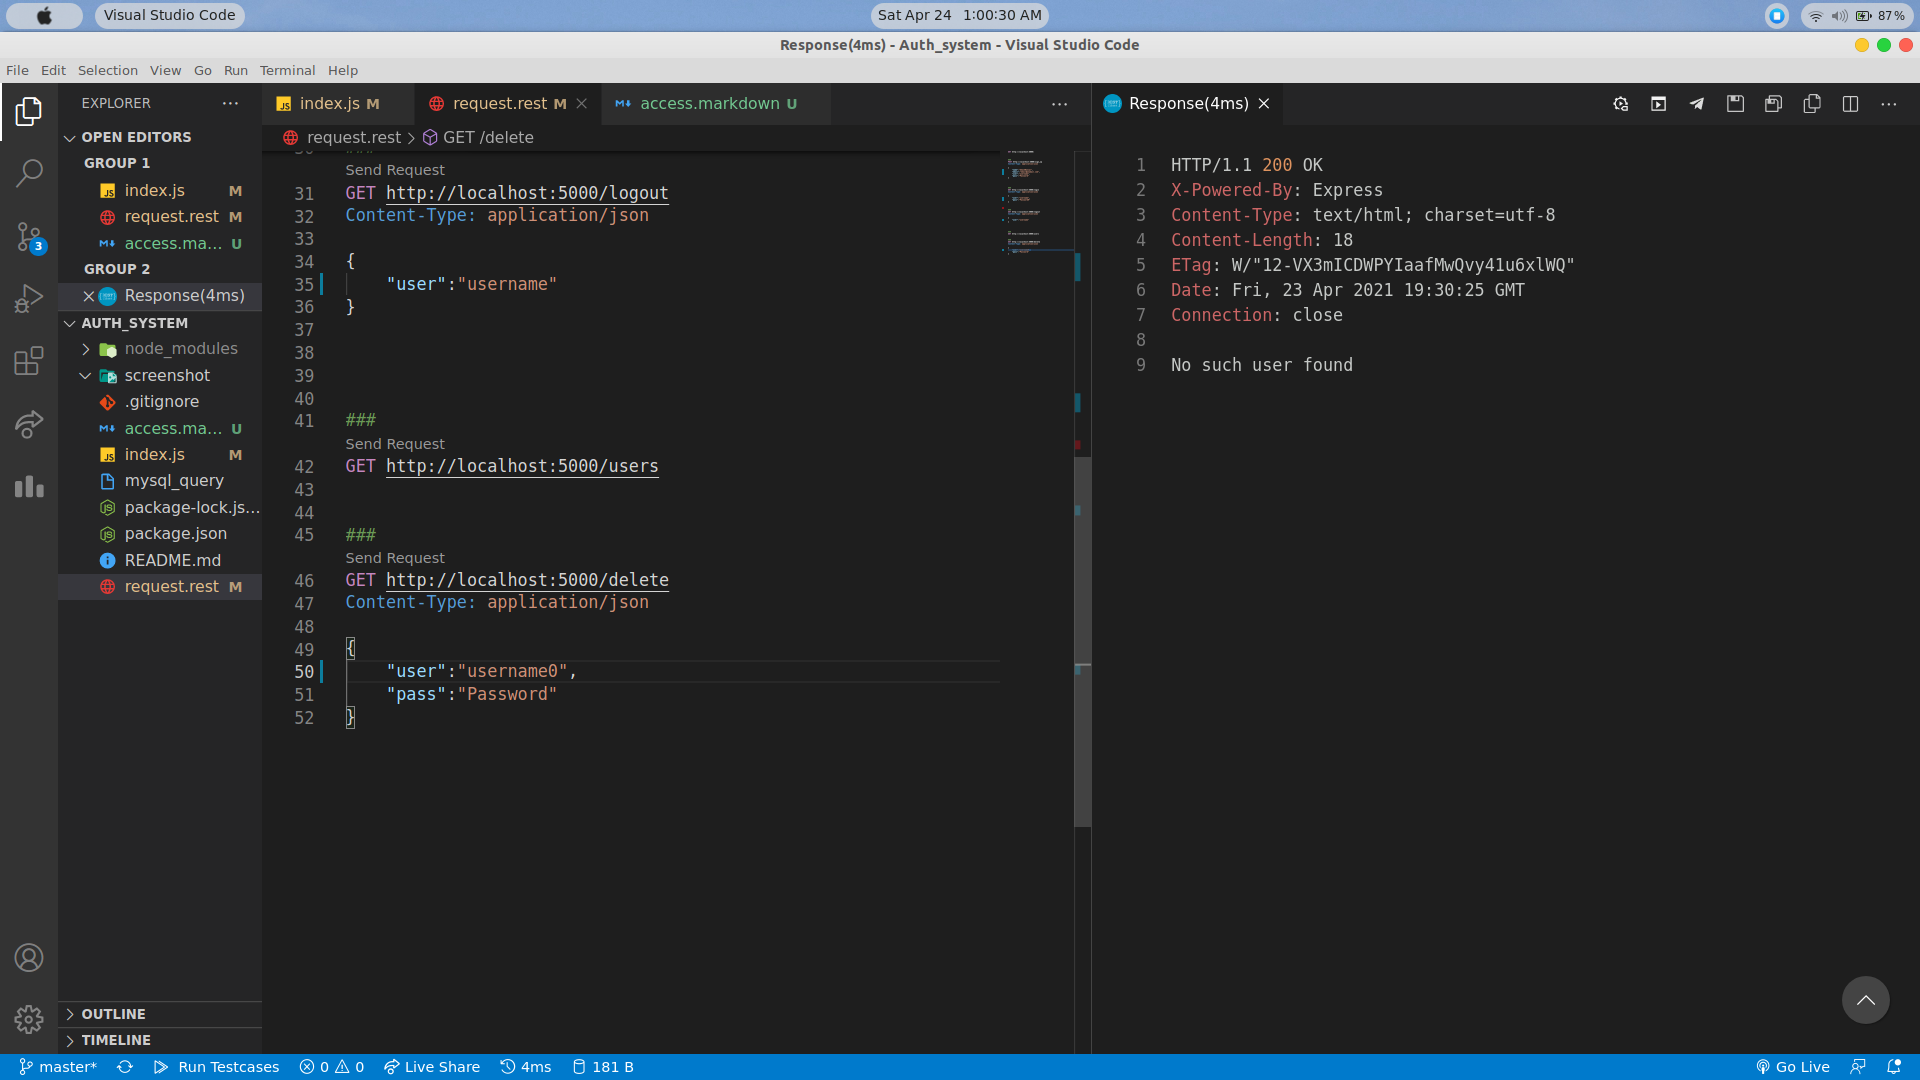 Visual Studio Code
Sat Apr 24 1:00:30 AM
87%
Response(4ms) - Auth_system - Visual Studio Code
File Edit Selection View Go Run Terminal Help
EXPLORER
OPEN EDITORS
GROUP 1
index.js M
request.rest M
access.ma... U
GROUP 2
Response(4ms)
AUTH_SYSTEM
node_modules
screenshot
.gitignore
access.ma... U
index.js M
mysql_query
package-lock.js...
package.json
README.md
request.rest M
OUTLINE
TIMELINE
3
index.js M request.rest M access.markdown U
request.rest > GET /delete
Send Request
31 GET http://localhost:5000/logout
32 Content-Type: application/json
33
34 {
35 "user":"username"
36 }
37
38
39
40
41 ###
Send Request
42 GET http://localhost:5000/users
43
44
45 ###
Send Request
46 GET http://localhost:5000/delete
47 Content-Type: application/json
48
49 {
50 "user":"username0",
51 "pass":"Password"
52 }
Response(4ms)
1 HTTP/1.1 200 OK
2 X-Powered-By: Express
3 Content-Type: text/html; charset=utf-8
4 Content-Length: 18
5 ETag: W/"12-VX3mICDWPYIaafMwQvy41u6xlWQ"
6 Date: Fri, 23 Apr 2021 19:30:25 GMT
7 Connection: close
8
9 No such user found
master* Run Testcases 0 0 Live Share 4ms 181 B Go Live